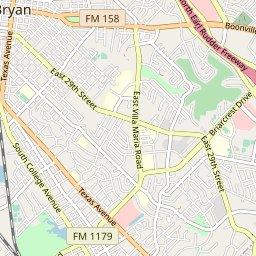 Bryan
FM 158
Boonvill
North Earl Rudder Freeway
Texas Avenue
East 29th Street
East Villa Maria Road
Briarcrest Drive
East 29th Street
South College Avenue
Texas Avenue
FM 1179